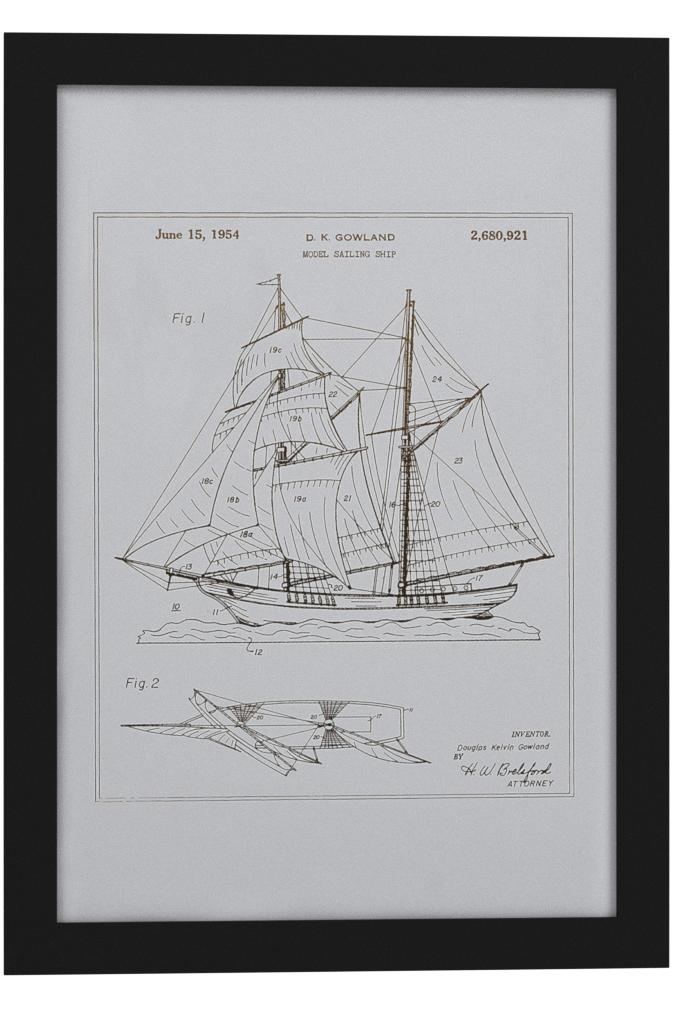 June 15, 1954
D. K. GOWLAND
2,680,921
MODEL SAILING SHIP
Fig. 1
19c
24
22
19b
23
18c
18b
19a
21
16
20
18a
13
14
20
17
10
11
12
Fig. 2
11
20
20
17
20
INVENTOR.
Douglas Kelvin Gowland
BY
H. W. Brelsford
ATTORNEY